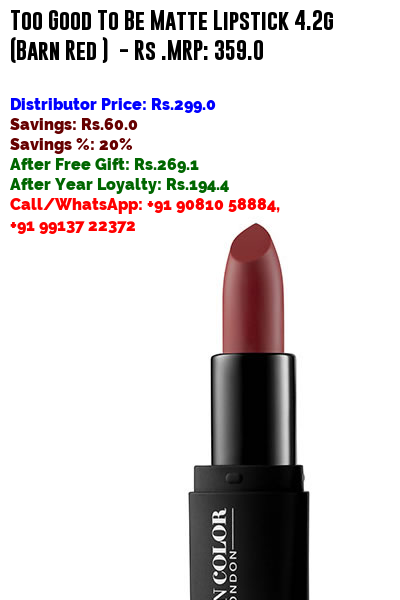 Too Good To Be Matte Lipstick 4.2g
(Barn Red ) - Rs .MRP: 359.0
Distributor Price: Rs.299.0
Savings: Rs.60.0
Savings %: 20%
After Free Gift: Rs.269.1
After Year Loyalty: Rs.194.4
Call/WhatsApp: +91 90810 58884,
+91 99137 22372
N COLOR
ONDON